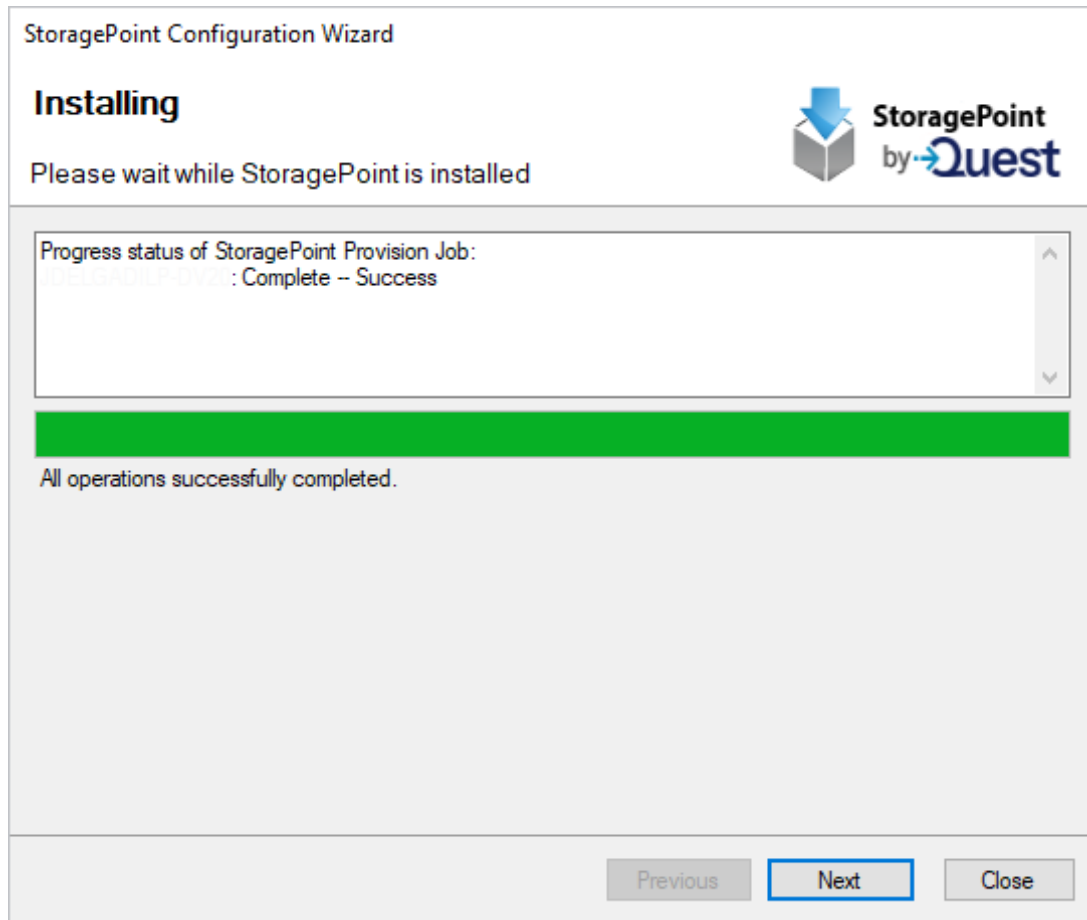 StoragePoint Configuration Wizard
Installing
Please wait while StoragePoint is installed
StoragePoint
by Quest
Progress status of StoragePoint Provision Job:
: Complete -- Success
All operations successfully completed.
Previous
Next
Close